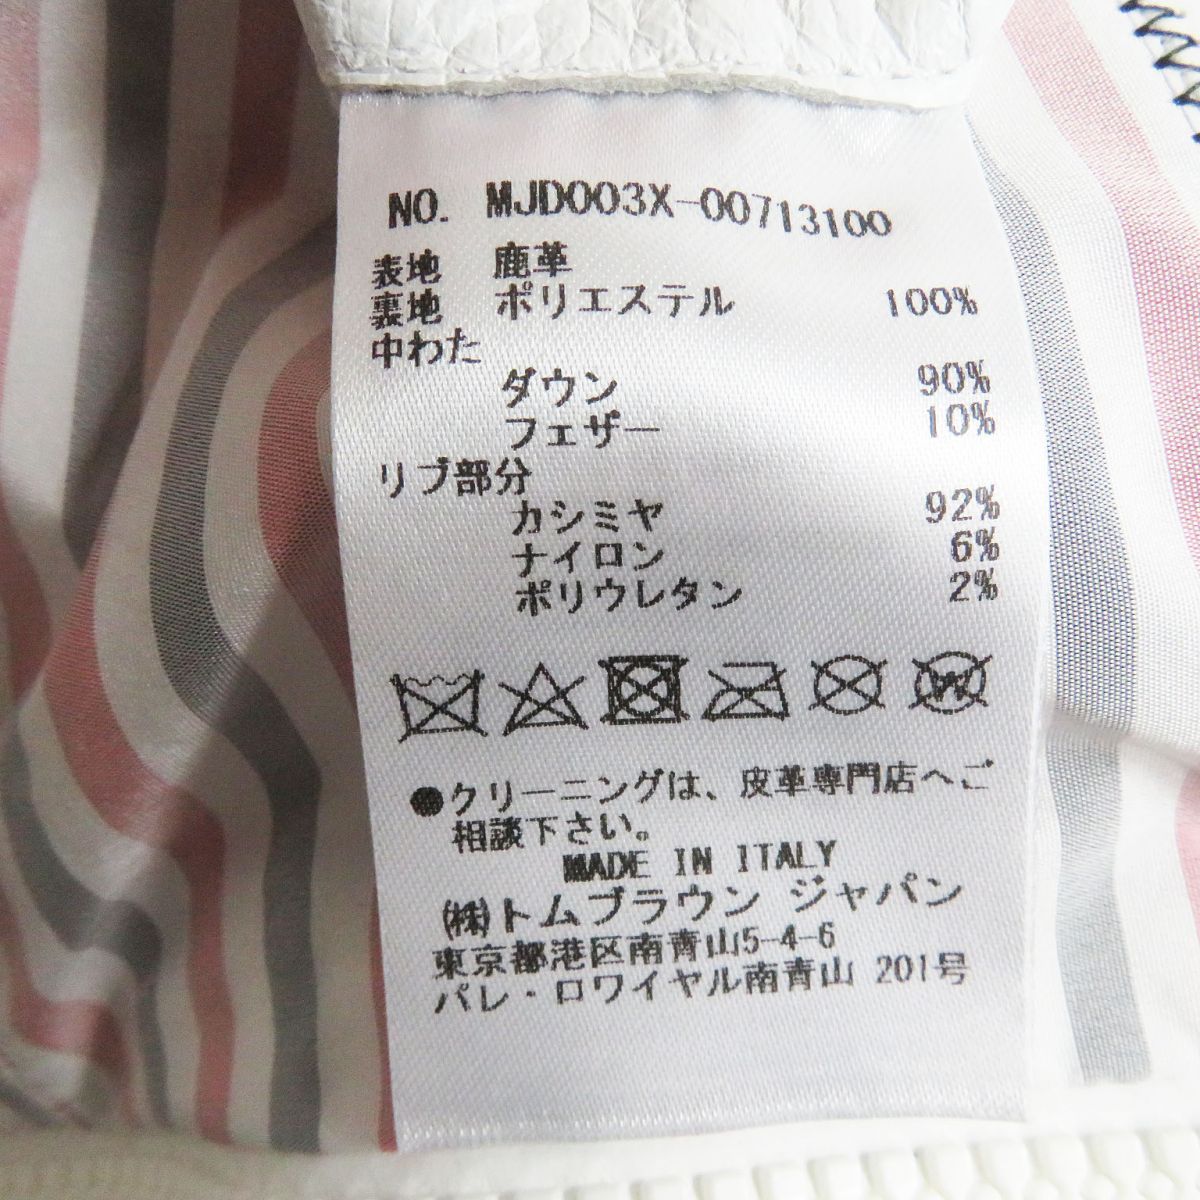 NO. MJD003X-00713100
表地 鹿革
裏地 ポリエステル 100%
中わた
ダウン 90%
フェザー 10%
リブ部分
カシミヤ 92%
ナイロン 6%
ポリウレタン 2%
W
●クリーニングは、皮革専門店へご
相談下さい。
MADE IN ITALY
㈱トムブラウン ジャパン
東京都港区南青山5-4-6
パレ・ロワイヤル南青山 201号